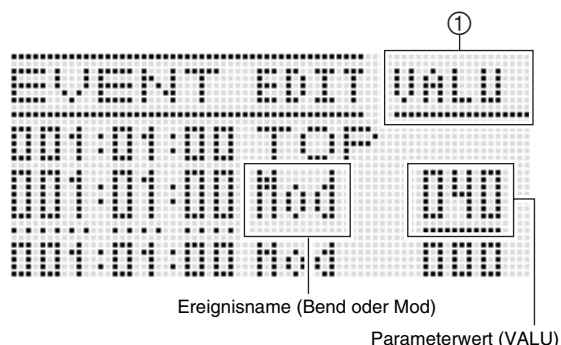 ①
EVENT EDIT VALU
001:01:00 TOP
001:01:00 Mod 040
001:01:00 Mod 000
Ereignisname (Bend oder Mod)
Parameterwert (VALU)